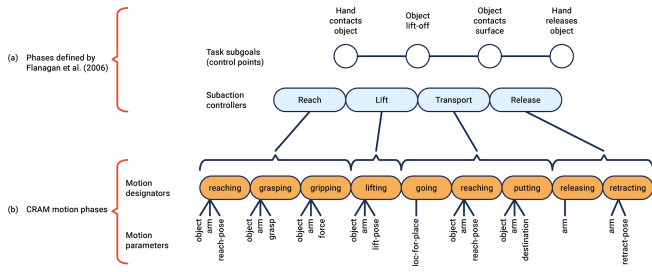 Hand
contacts
object
Object
lift-off
Object
contacts
surface
Hand
releases
object
(a)
Phases defined by
Flanagan et al. (2006)
Task subgoals
(control points)
Subaction
controllers
Reach
Lift
Transport
Release
(b)
CRAM motion phases
Motion
designators
reaching
grasping
gripping
lifting
going
reaching
putting
releasing
retracting
Motion
parameters
object
arm
reach-pose
object
arm
grasp
object
arm
force
object
arm
lift-pose
loc-for-place
object
arm
reach-pose
object
arm
destination
arm
arm
retract-pose